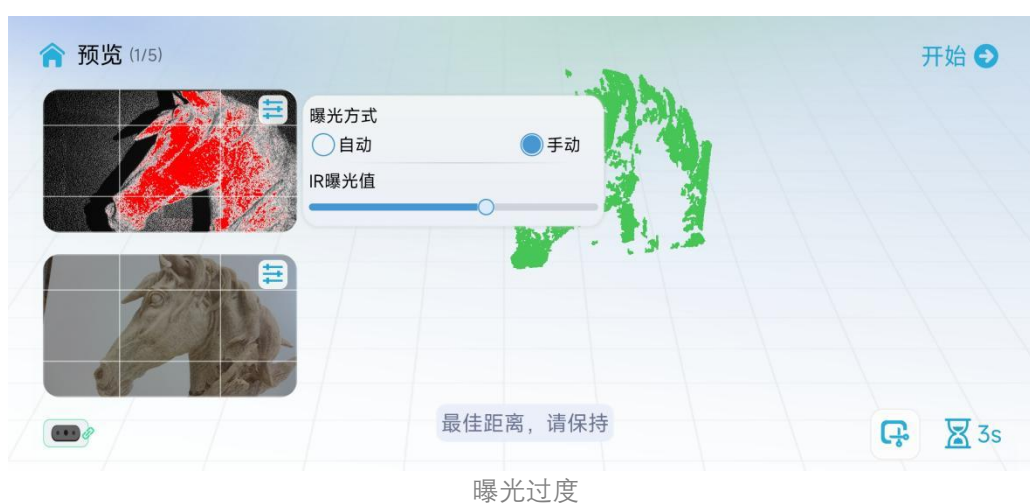 预览 (1/5)
开始
曝光方式
自动
手动
IR曝光值
最佳距离，请保持
3s
曝光过度